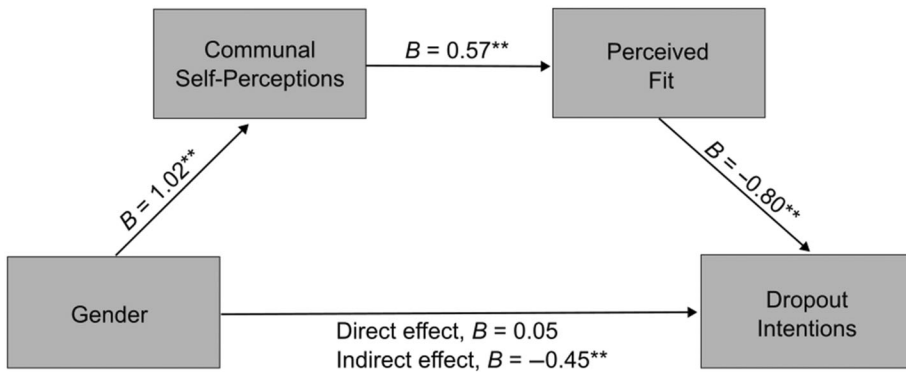 Communal
Self-Perceptions
B = 0.57**
Perceived
Fit
B = 1.02**
B = –0.80**
Gender
Direct effect, B = 0.05
Indirect effect, B = –0.45**
Dropout
Intentions